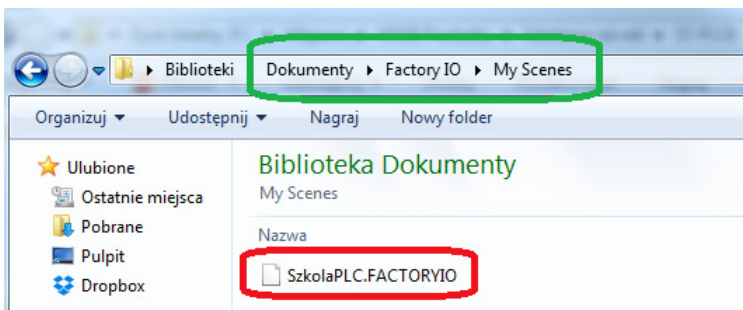 Biblioteki Dokumenty Factory IO My Scenes
Organizuj Udostępnij Nagraj Nowy folder
Ulubione
Ostatnie miejsca
Pobrane
Pulpit
Dropbox
Biblioteka Dokumenty
My Scenes
Nazwa
SzkolaPLC.FACTORYIO